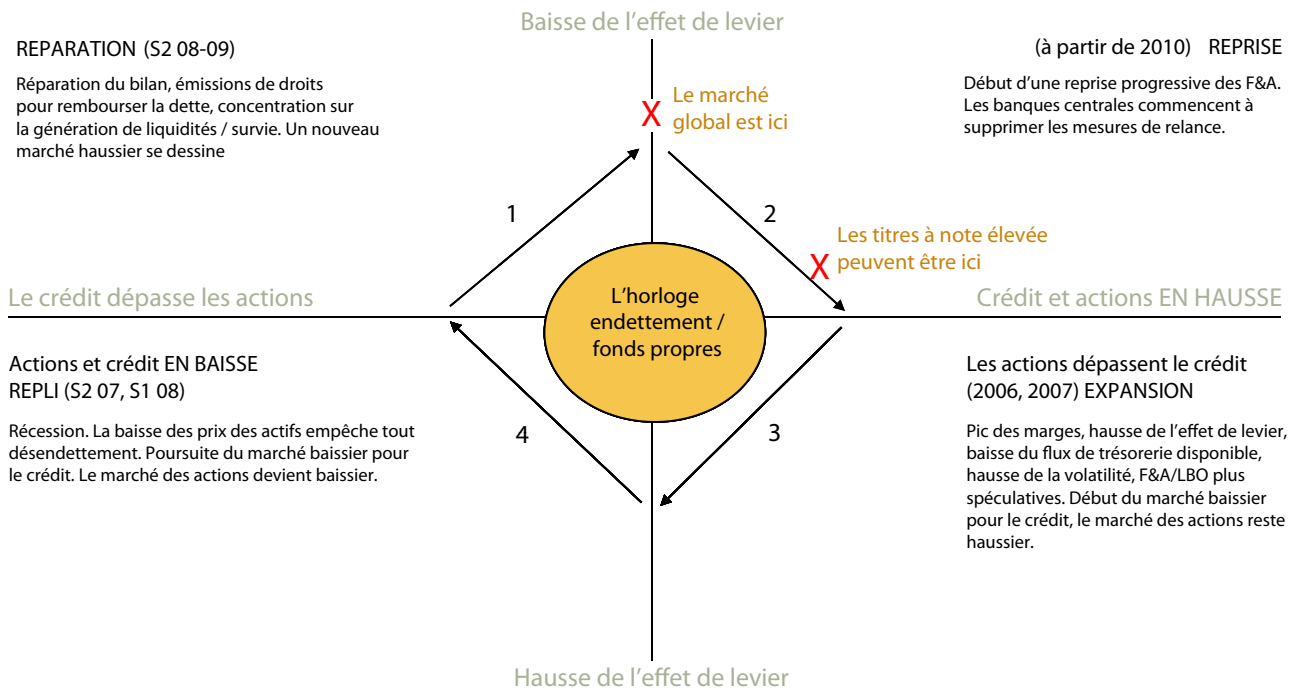 Baisse de l'effet de levier
REPARATION (S2 08-09)
Réparation du bilan, émissions de droits
pour rembourser la dette, concentration sur
la génération de liquidités / survie. Un nouveau
marché haussier se dessine
(à partir de 2010) REPRISE
Début d'une reprise progressive des F&A.
Les banques centrales commencent à
supprimer les mesures de relance.
X
Le marché
global est ici
1
2
X
Les titres à note élevée
peuvent être ici
Le crédit dépasse les actions
L'horloge
endettement /
fonds propres
Crédit et actions EN HAUSSE
Actions et crédit EN BAISSE
REPLI (S2 07, S1 08)
Récession. La baisse des prix des actifs empêche tout
désendettement. Poursuite du marché baissier pour
le crédit. Le marché des actions devient baissier.
4
3
Les actions dépassent le crédit
(2006, 2007) EXPANSION
Pic des marges, hausse de l'effet de levier,
baisse du flux de trésorerie disponible,
hausse de la volatilité, F&A/LBO plus
spéculatives. Début du marché baissier
pour le crédit, le marché des actions reste
haussier.
Hausse de l'effet de levier